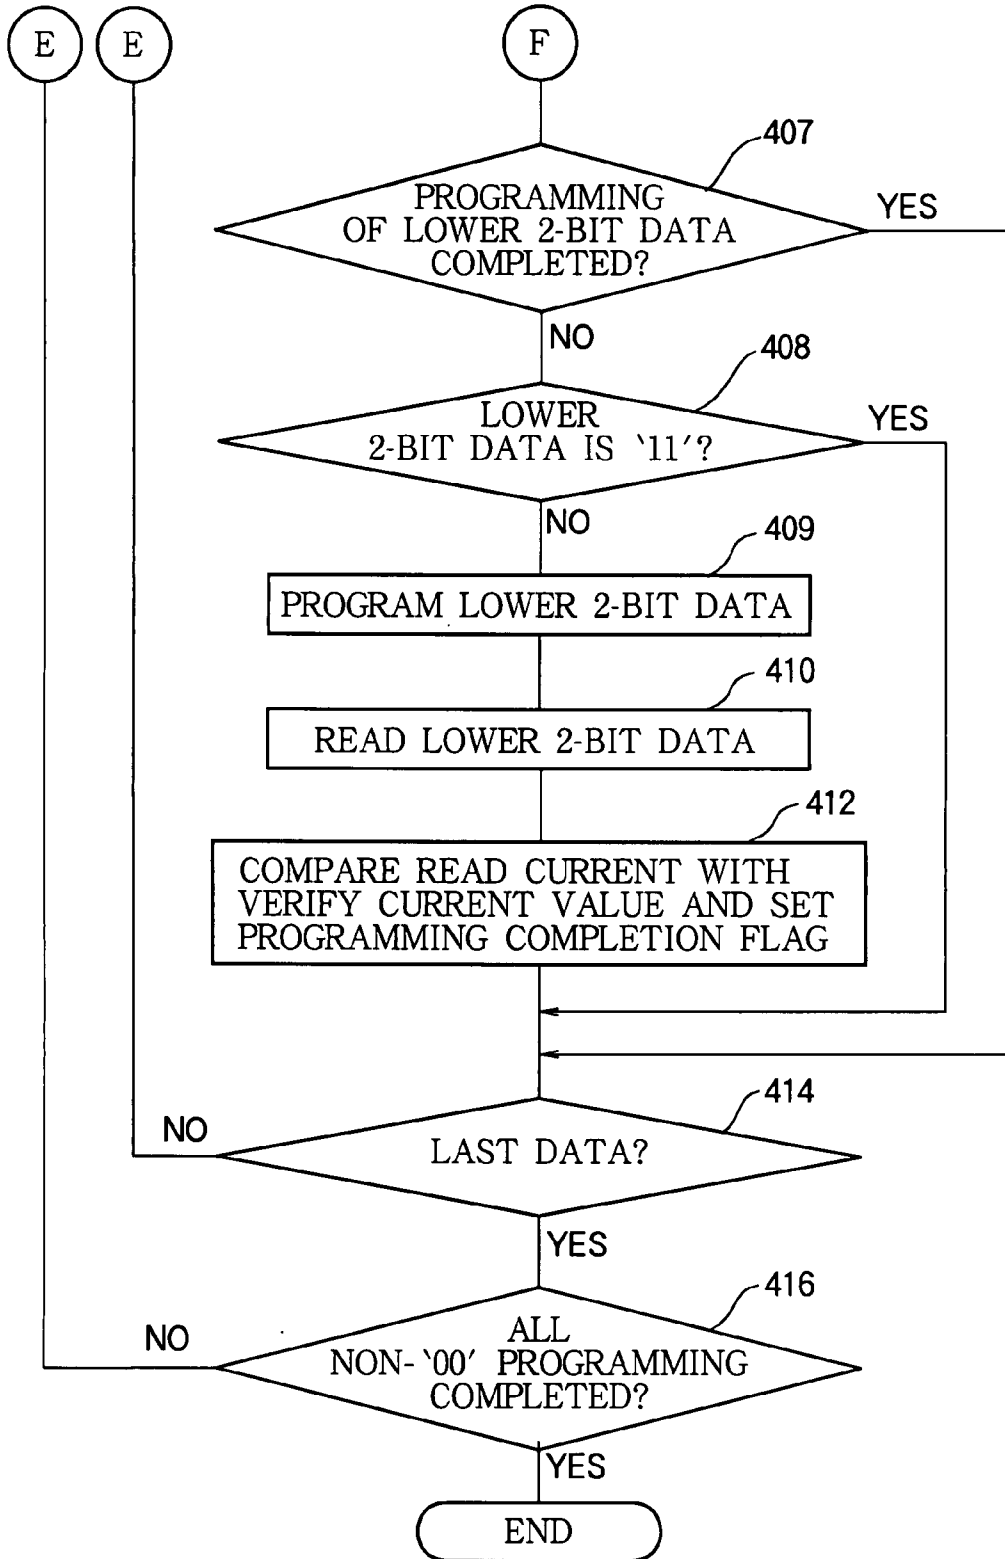 E
E
F
407
PROGRAMMING
OF LOWER 2-BIT DATA
COMPLETED?
YES
NO
408
LOWER
2-BIT DATA IS ‵11′?
YES
NO
409
PROGRAM LOWER 2-BIT DATA
410
READ LOWER 2-BIT DATA
412
COMPARE READ CURRENT WITH
VERIFY CURRENT VALUE AND SET
PROGRAMMING COMPLETION FLAG
414
NO
LAST DATA?
YES
416
NO
ALL
NON-‵00′ PROGRAMMING
COMPLETED?
YES
END